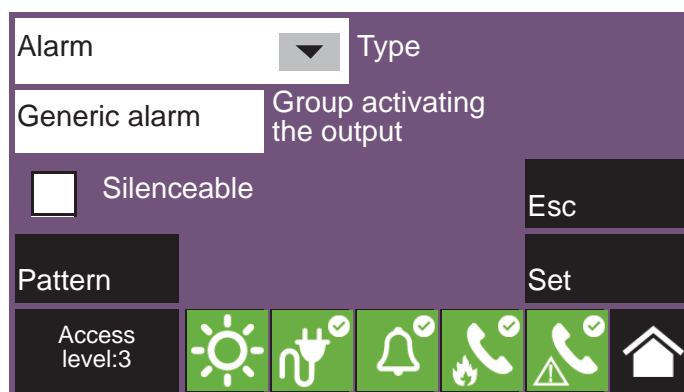 Alarm
Type
Generic alarm
Group activating
the output
Silenceable
Esc
Pattern
Set
Access
level:3